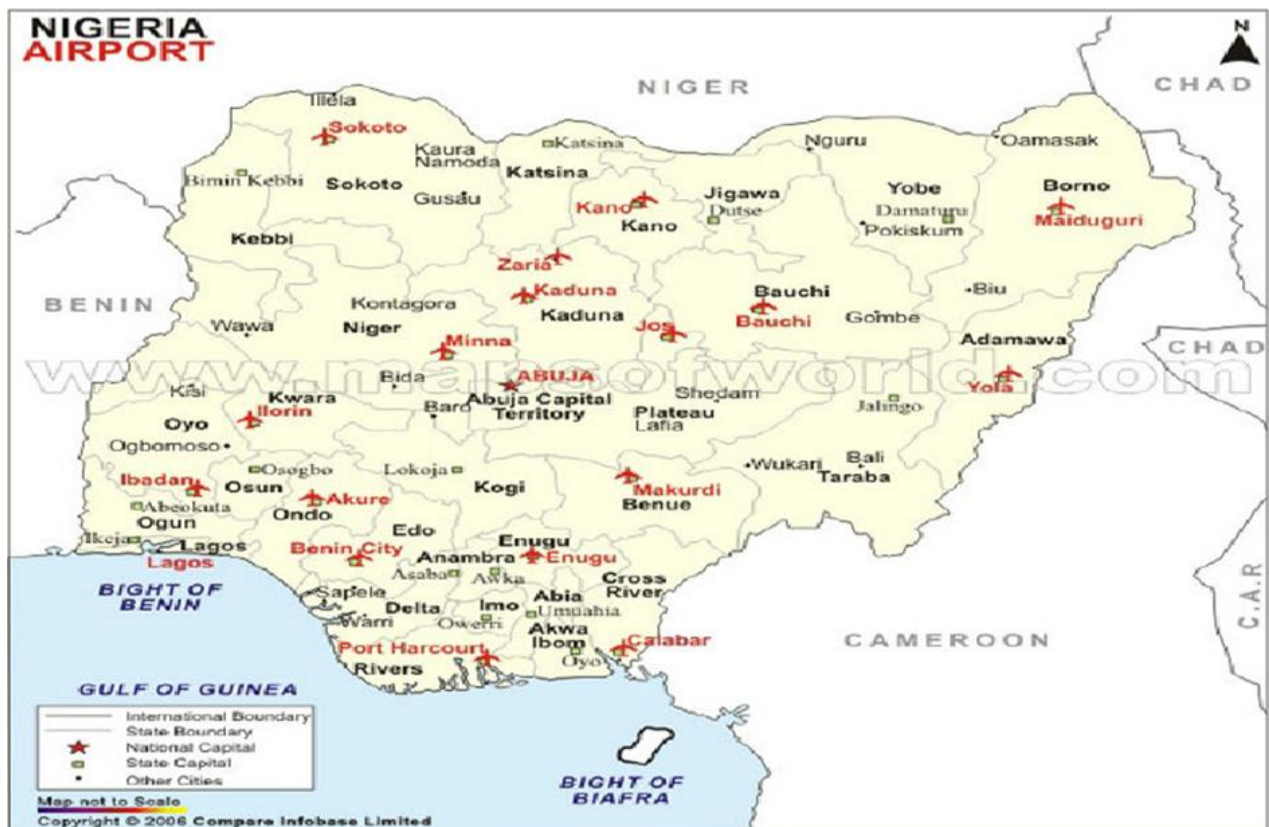 NIGERIA
AIRPORT
N
NIGER
CHAD
Illela
Sokoto
Kaura
Namoda
Katsina
Nguru
Oamasak
Bimin Kebbi
Sokoto
Gusau
Katsina
Jigawa
Yobe
Borno
Kano
Kano
Dutse
Damaturu
Pokiskum
Maiduguri
Kebbi
Zaria
BENIN
Kontagora
Kaduna
Kaduna
Bauchi
Bauchi
Biu
Gombe
Wawa
Niger
Minna
Jos
Adamawa
CHAD
www.mapsofworld.com
Kisi
Bida
ABUJA
Abuja Capital
Territory
Shedam
Yola
Kwara
Ilorin
Baro
Plateau
Lafia
Jalingo
Oyo
Ogbomoso
Osogbo
Lokoja
Wukari
Bali
Taraba
Ibadan
Osun
Akure
Kogi
Makurdi
Benue
Abeokuta
Ogun
Ondo
Edo
Enugu
Ikeja
Lagos
Lagos
Benin City
Anambra
Enugu
Asaba
Awka
Cross
River
BIGHT OF
BENIN
Sapele
Delta
Imo
Abia
Umuahia
Warri
Owerri
Akwa
Ibom
Calabar
CAMEROON
C.A.R
Port Harcourt
Rivers
Oyo
GULF OF GUINEA
International Boundary
State Boundary
National Capital
State Capital
Other Cities
BIGHT OF
BIAFRA
Map not to Scale
Copyright © 2006 Compare Infobase Limited